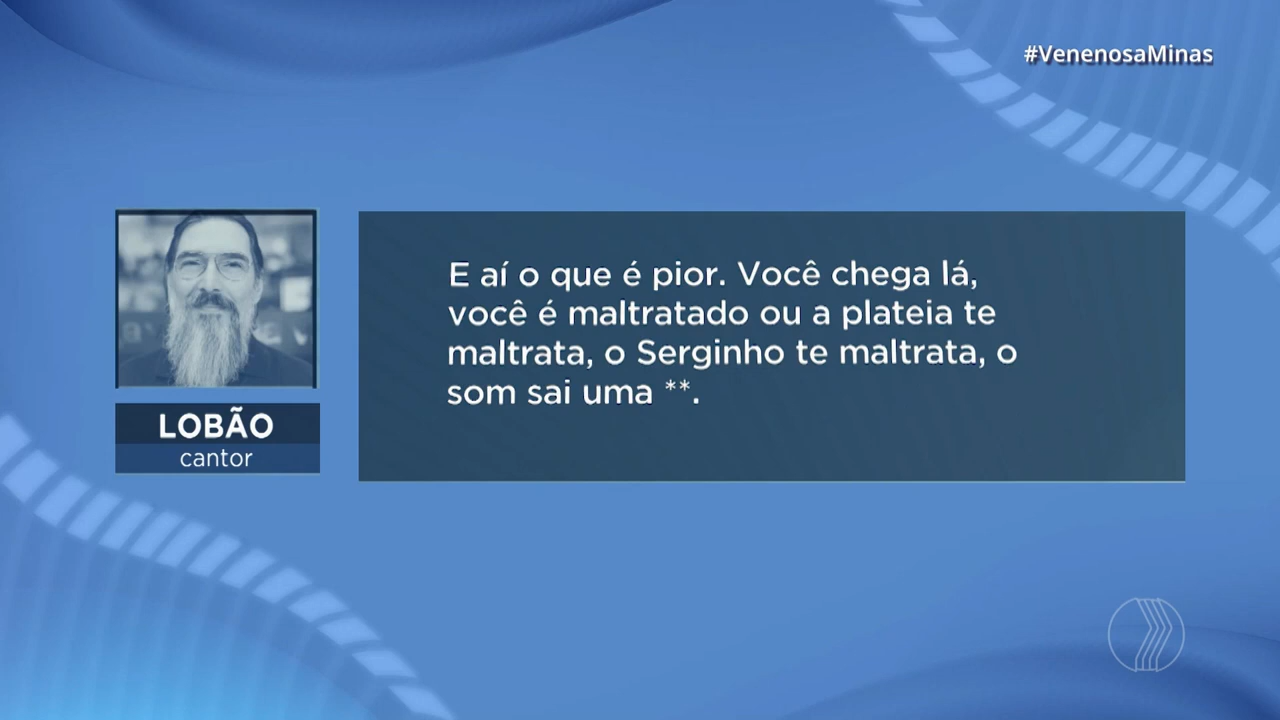 #VenenosaMinas
E aí o que é pior. Você chega lá,
você é maltratado ou a plateia te
maltrata, o Serginho te maltrata, o
som sai uma **.
LOBÃO
cantor